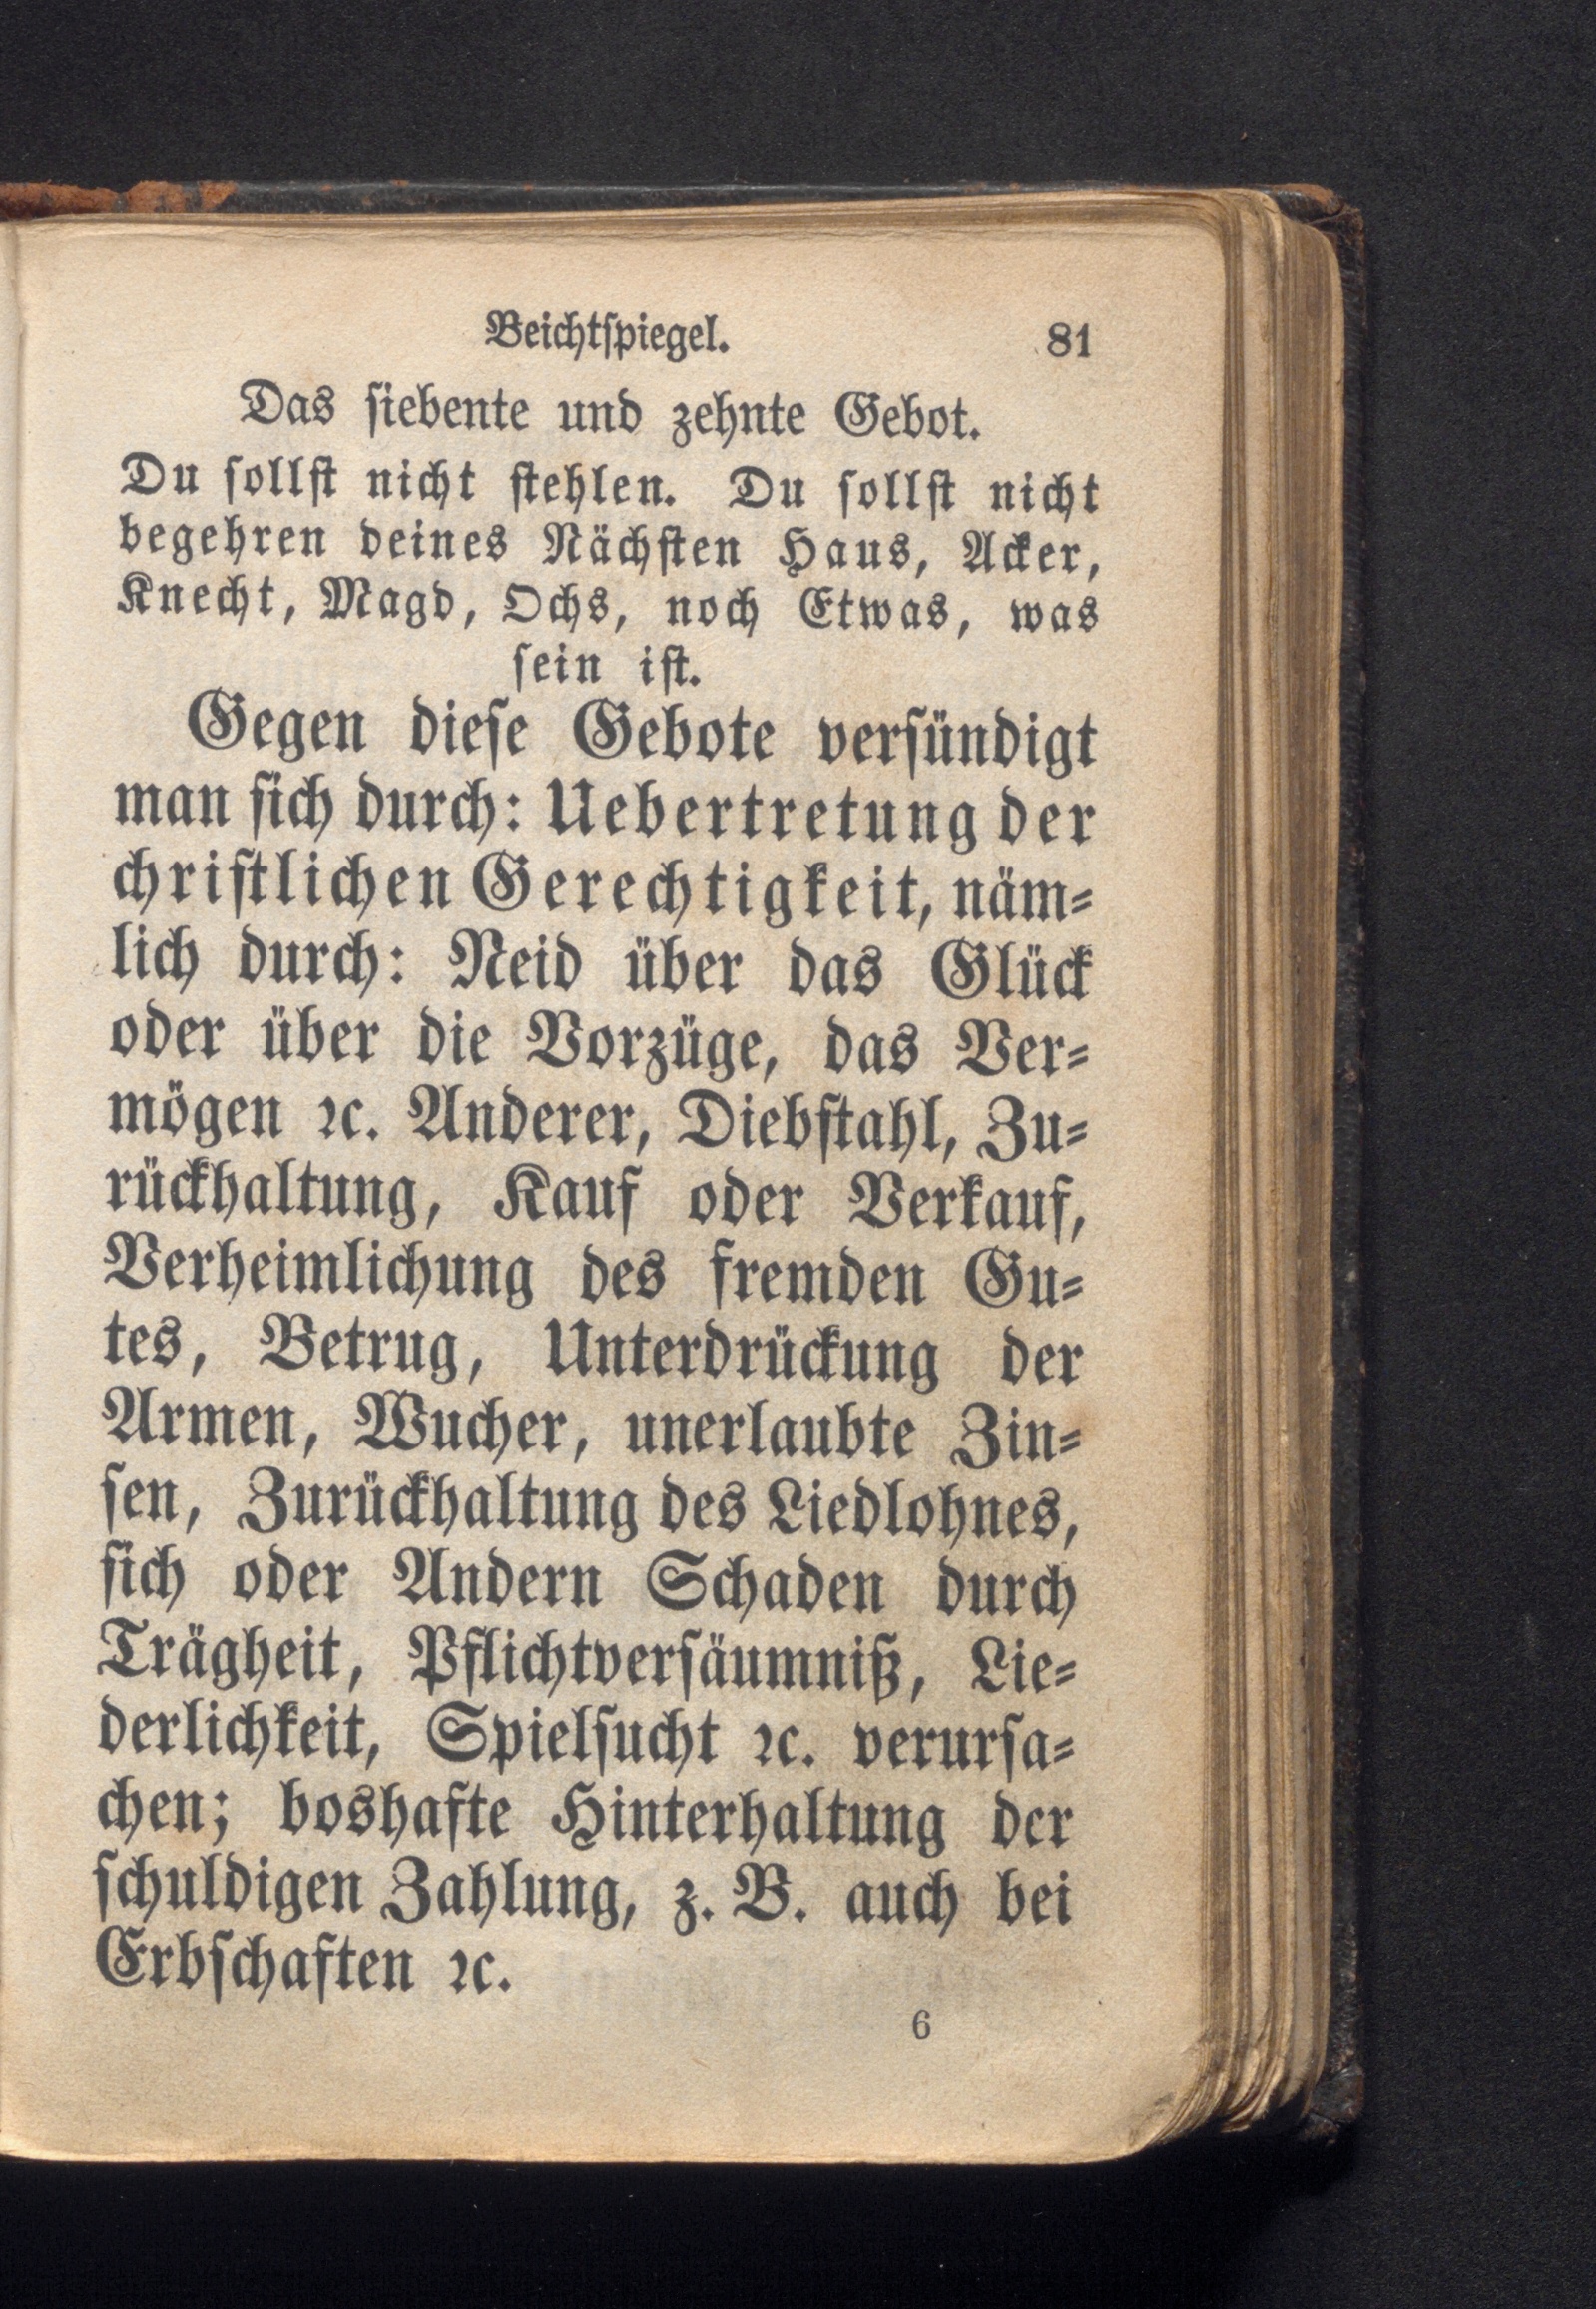 Beichtſpiegel. 81
Das ſiebente und zehnte Gebot.
Du ſollſt nicht ſtehlen. Du ſollſt nicht
begehren deines Nächſten Haus, Acker,
Knecht, Magd, Ochs, noch Etwas, was
ſein iſt.
Gegen dieſe Gebote verſündigt
man ſich durch: Uebertretung der
chriſtlichen Gerechtigkeit, näm⸗
lich durch: Neid über das Glück
oder über die Vorzüge, das Ver⸗
mögen ꝛc. Anderer, Diebſtahl, Zu⸗
rückhaltung, Kauf oder Verkauf,
Verheimlichung des fremden Gu⸗
tes, Betrug, Unterdrückung der
Armen, Wucher, unerlaubte Zin⸗
ſen, Zurückhaltung des Liedlohnes,
ſich oder Andern Schaden durch
Trägheit, Pflichtverſäumniß, Lie⸗
derlichkeit, Spielſucht ꝛc. verurſa⸗
chen; boshafte Hinterhaltung der
ſchuldigen Zahlung, z. B. auch bei
Erbſchaften ꝛc.
6